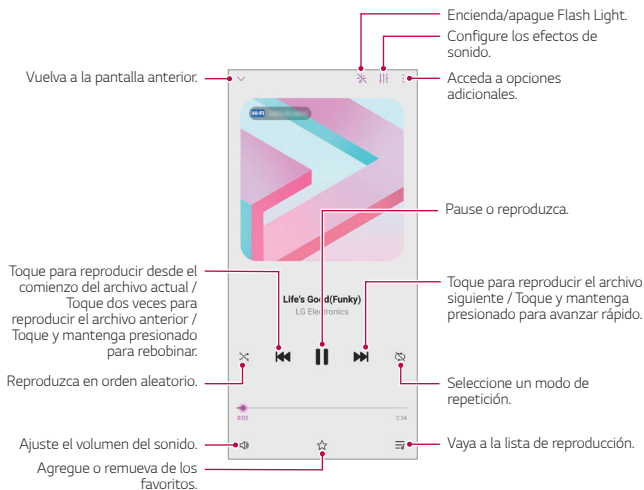 Encienda/apague Flash Light.
Configure los efectos de
sonido.
Vuelva a la pantalla anterior.
Acceda a opciones
adicionales.
HI-FI
Pause o reproduzca.
Toque para reproducir desde el
comienzo del archivo actual /
Toque dos veces para
reproducir el archivo anterior /
Toque y mantenga presionado
para rebobinar.
Toque para reproducir el archivo
siguiente / Toque y mantenga
presionado para avanzar rápido.
Life's Good(Funky)
LG Electronics
Reproduzca en orden aleatorio.
Seleccione un modo de
repetición.
0:05
2:34
Ajuste el volumen del sonido.
Vaya a la lista de reproducción.
Agregue o remueva de los
favoritos.